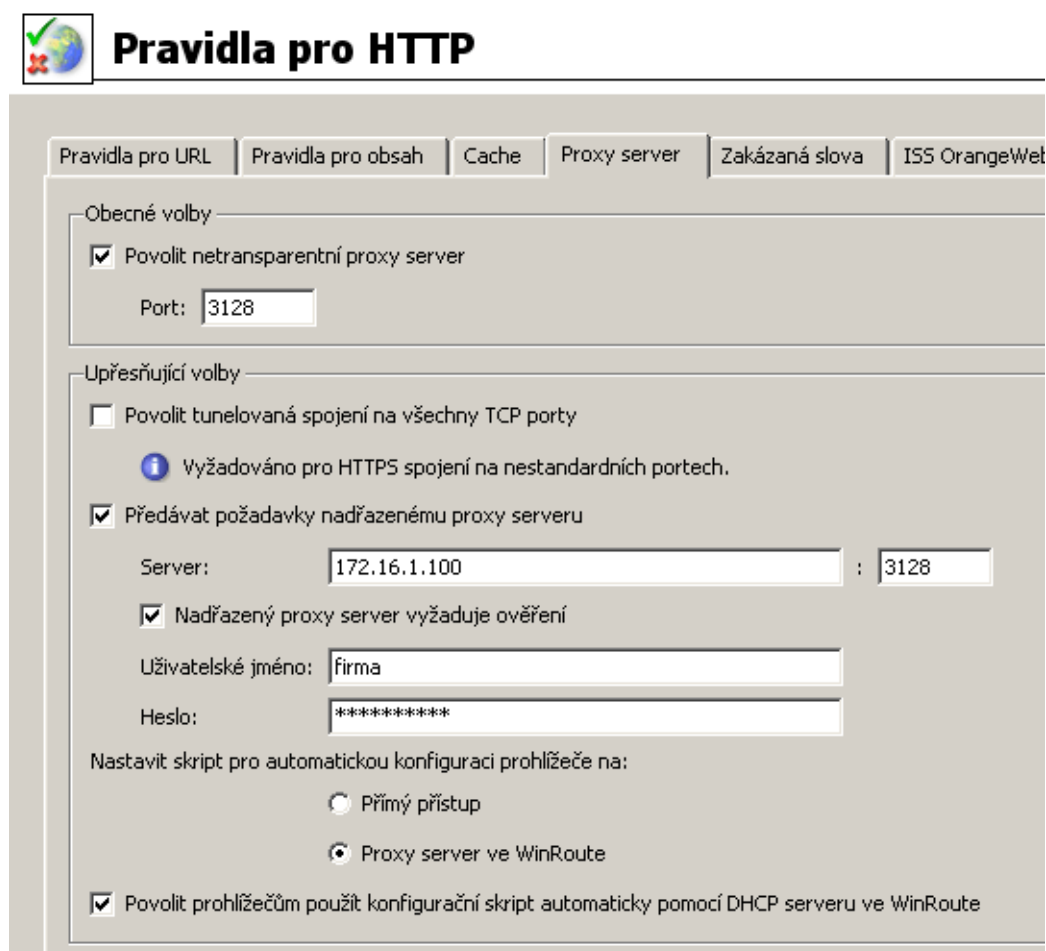 Pravidla pro HTTP
Pravidla pro URL Pravidla pro obsah Cache Proxy server Zakázaná slova ISS OrangeWeb
Obecné volby
Povolit netransparentní proxy server
Port: 3128
Upřesňující volby
Povolit tunelovaná spojení na všechny TCP porty
Vyžadováno pro HTTPS spojení na nestandardních portech.
Předávat požadavky nadřazenému proxy serveru
Server: 172.16.1.100 : 3128
Nadřazený proxy server vyžaduje ověření
Uživatelské jméno: firma
Heslo: **********
Nastavit skript pro automatickou konfiguraci prohlížeče na:
Přímý přístup
Proxy server ve WinRoute
Povolit prohlížečům použít konfigurační skript automaticky pomocí DHCP serveru ve WinRoute